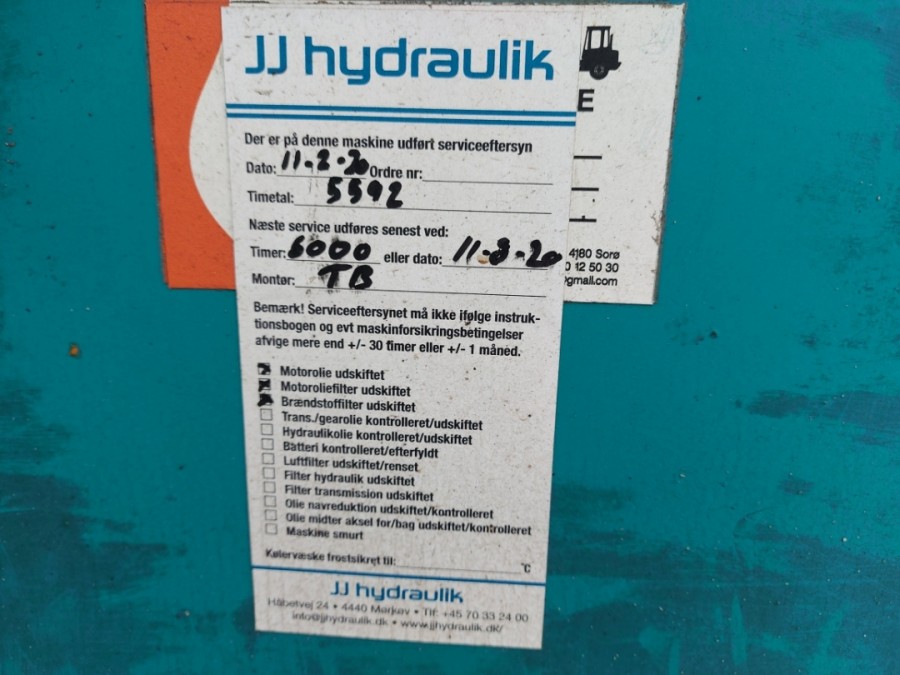 JJ hydraulik
E
Der er på denne maskine udført serviceeftersyn
Dato: 11.2.20 Ordre nr:
Timetal: 5592
Næste service udføres senest ved:
Timer: 6000 eller dato: 11-8-20
Montør: TB
4180 Sorø
0 12 50 30
gmail.com
Bemærk! Serviceeftersynet må ikke ifølge instruk-
tionsbogen og evt maskinforsikringsbetingelser
afvige mere end +/- 30 timer eller +/- 1 måned.
Motorolie udskiftet
Motoroliefilter udskiftet
Brændstoffilter udskiftet
Trans./gearolie kontrolleret/udskiftet
Hydraulikolie kontrolleret/udskiftet
Batteri kontrolleret/efterfyldt
Luftfilter udskiftet/renset
Filter hydraulik udskiftet
Filter transmission udskiftet
Olie navreduktion udskiftet/kontrolleret
Olie midter aksel for/bag udskiftet/kontrolleret
Maskine smurt
Kølervæske frostsikret til: °C
JJ hydraulik
Håbetvej 24 • 4440 Mørkøv • Tlf: +45 70 33 24 00
info@jjhydraulik.dk • www.jjhydraulik.dk/